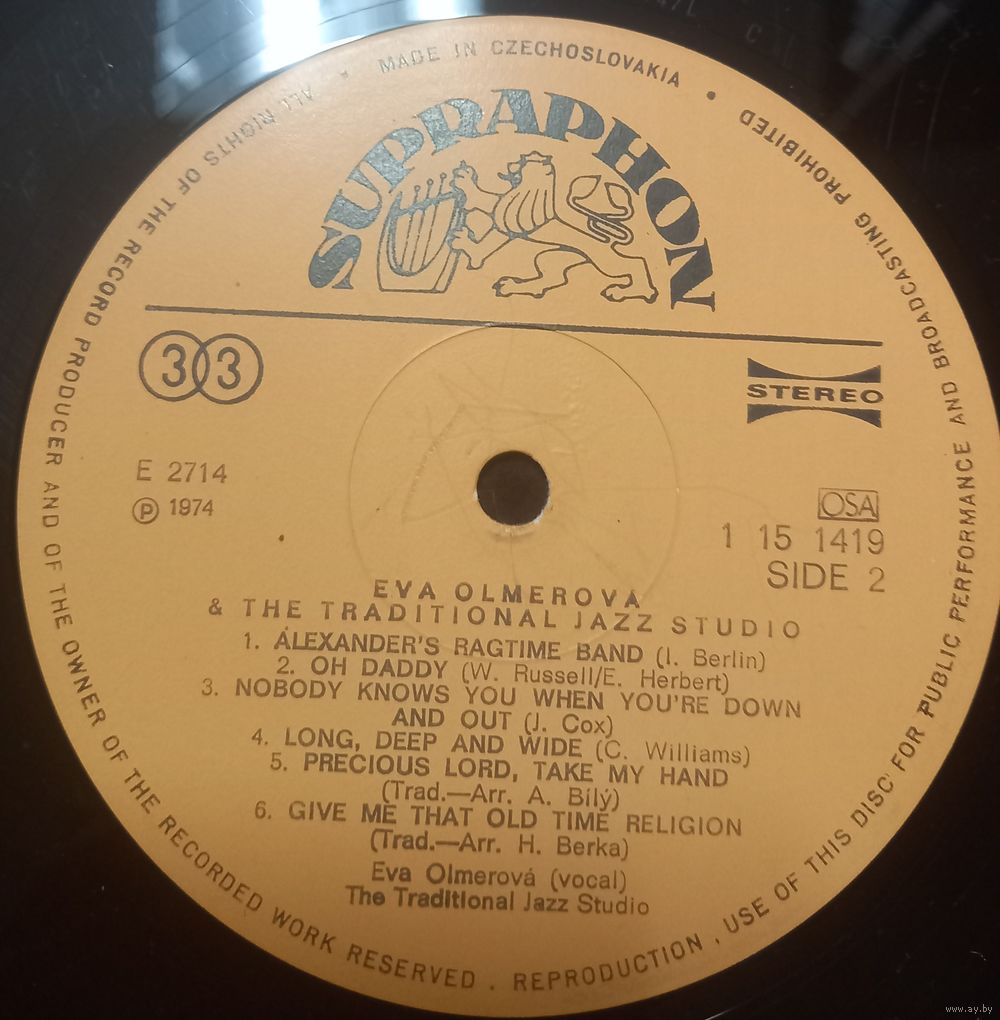 MADE IN CZECHOSLOVAKIA •
ALL RIGHTS OF THE RECORD PRODUCER AND OF THE OWNER OF THE RECORDED WORK RESERVED . REPRODUCTION , USE OF THIS DISC FOR PUBLIC PERFORMANCE AND BROADCASTING PROHIBITED
SUPRAPHON
33
STEREO
E 2714
Ⓟ 1974
OSA
1 15 1419
SIDE 2
EVA OLMEROVÁ
& THE TRADITIONAL JAZZ STUDIO
1. ALEXANDER'S RAGTIME BAND (I. Berlin)
2. OH DADDY (W. Russell/E. Herbert)
3. NOBODY KNOWS YOU WHEN YOU'RE DOWN
AND OUT (J. Cox)
4. LONG, DEEP AND WIDE (C. Williams)
5. PRECIOUS LORD, TAKE MY HAND
(Trad.—Arr. A. Bílý)
6. GIVE ME THAT OLD TIME RELIGION
(Trad.—Arr. H. Berka)
Eva Olmerová (vocal)
The Traditional Jazz Studio
www.ay.by